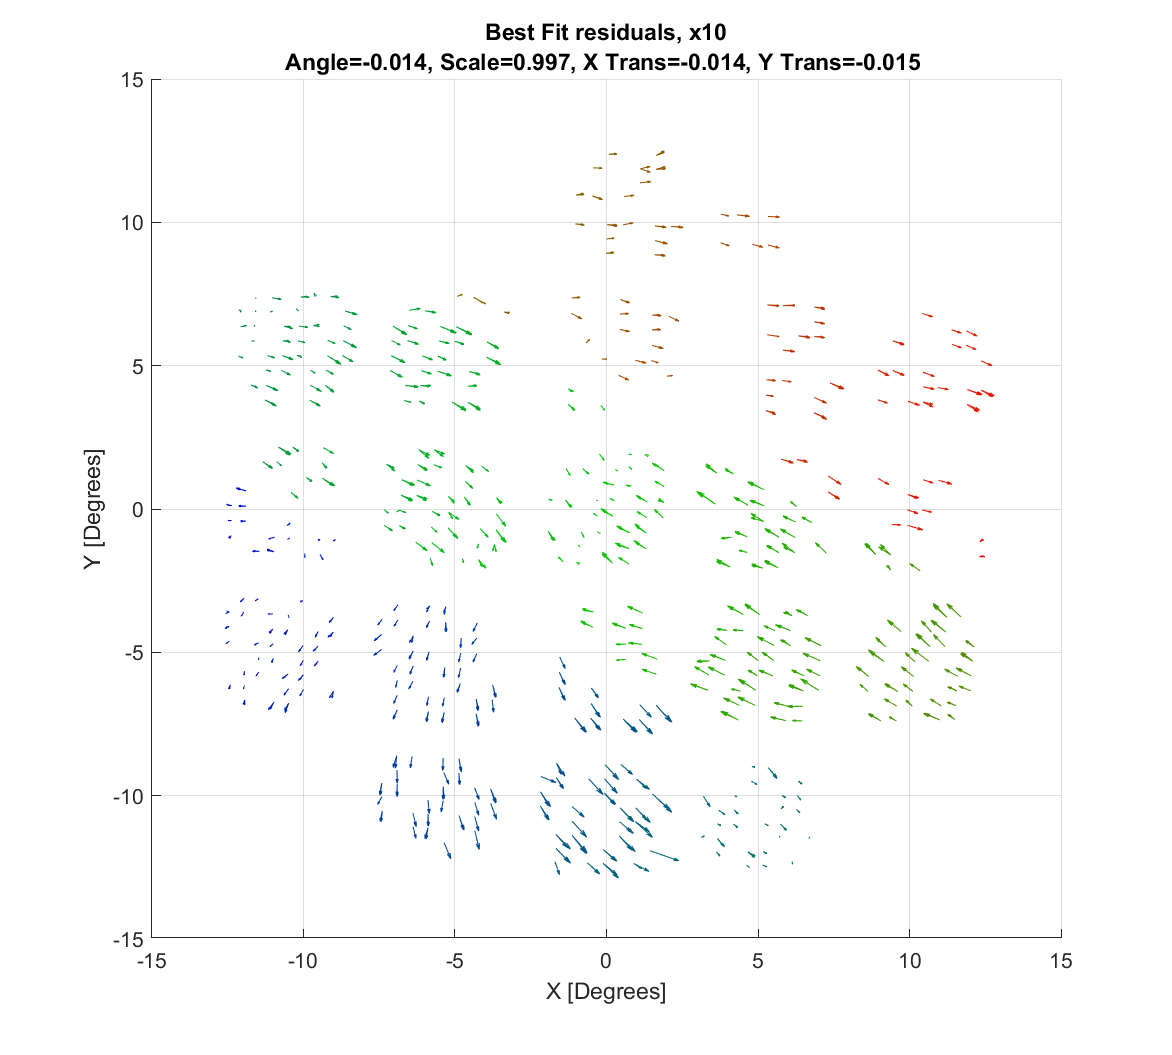 Best Fit residuals, x10
Angle=-0.014, Scale=0.997, X Trans=-0.014, Y Trans=-0.015
15
10
5
0
-5
-10
-15
Y [Degrees]
-15 -10 -5 0 5 10 15
X [Degrees]